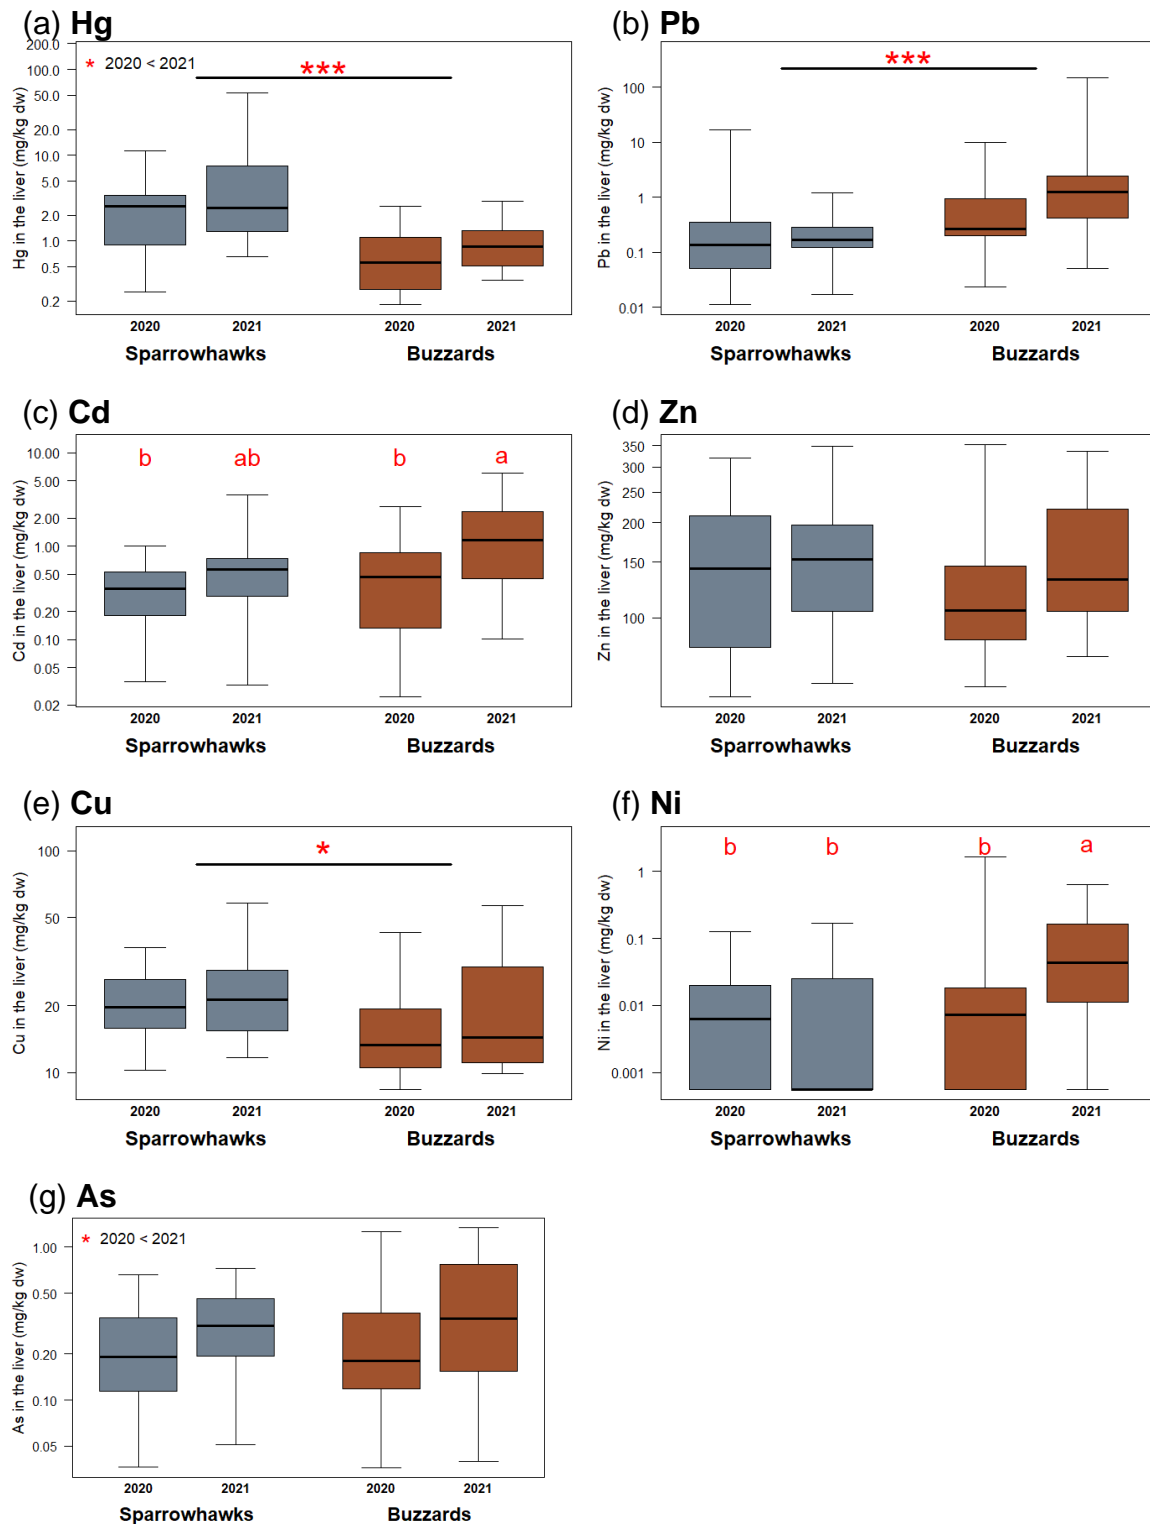 (a) Hg
200.0
100.0
50.0
20.0
10.0
5.0
2.0
1.0
0.5
0.2
Hg in the liver (mg/kg dw)
* 2020 < 2021
***
2020 2021 2020 2021
Sparrowhawks Buzzards
(b) Pb
100
10
1
0.1
0.01
Pb in the liver (mg/kg dw)
***
2020 2021 2020 2021
Sparrowhawks Buzzards
(c) Cd
10.00
5.00
2.00
1.00
0.50
0.20
0.10
0.05
0.02
Cd in the liver (mg/kg dw)
b ab b a
2020 2021 2020 2021
Sparrowhawks Buzzards
(d) Zn
350
300
250
200
150
100
Zn in the liver (mg/kg dw)
2020 2021 2020 2021
Sparrowhawks Buzzards
(e) Cu
100
50
20
10
Cu in the liver (mg/kg dw)
*
2020 2021 2020 2021
Sparrowhawks Buzzards
(f) Ni
1
0.1
0.01
0.001
Ni in the liver (mg/kg dw)
b b b a
2020 2021 2020 2021
Sparrowhawks Buzzards
(g) As
1.00
0.50
0.20
0.10
0.05
As in the liver (mg/kg dw)
* 2020 < 2021
2020 2021 2020 2021
Sparrowhawks Buzzards